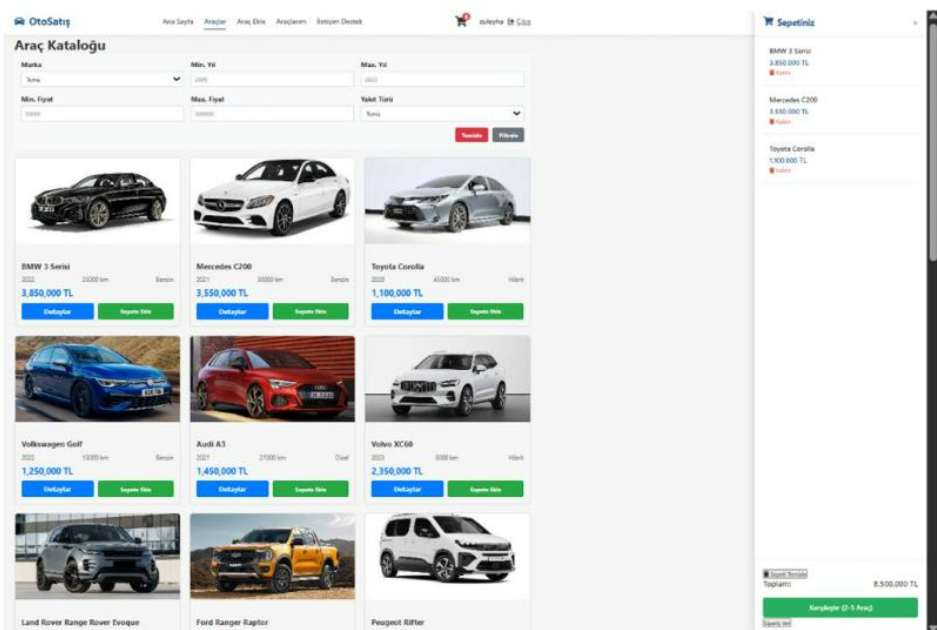 OtoSatış
Ana Sayfa Araçlar Araç Ekle Araçlarım İletişim Destek
zuleyha Çıkış
Araç Kataloğu
Marka Min. Yıl Max. Yıl
Tümü 2000 2023
Min. Fiyat Max. Fiyat Yakıt Türü
Tümü
Temizle Filtrele
BMW 3 Serisi Mercedes C200 Toyota Corolla
2022 25000 km Benzin 2021 30000 km Benzin 2020 45000 km Hibrit
3,850,000 TL 3,550,000 TL 1,100,000 TL
Detaylar Sepete Ekle Detaylar Sepete Ekle Detaylar Sepete Ekle
Volkswagen Golf Audi A3 Volvo XC60
2022 15000 km Benzin 2021 27000 km Dizel 2023 5000 km Hibrit
1,250,000 TL 1,450,000 TL 2,350,000 TL
Detaylar Sepete Ekle Detaylar Sepete Ekle Detaylar Sepete Ekle
Land Rover Range Rover Evoque Ford Ranger Raptor Peugeot Rifter
Sepetiniz
BMW 3 Serisi
3.850.000 TL
Kaldır
Mercedes C200
3.550.000 TL
Kaldır
Toyota Corolla
1.100.000 TL
Kaldır
Sepeti Temizle
Toplam: 8.500.000 TL
Karşılaştır (2-5 Araç)
Sipariş Ver